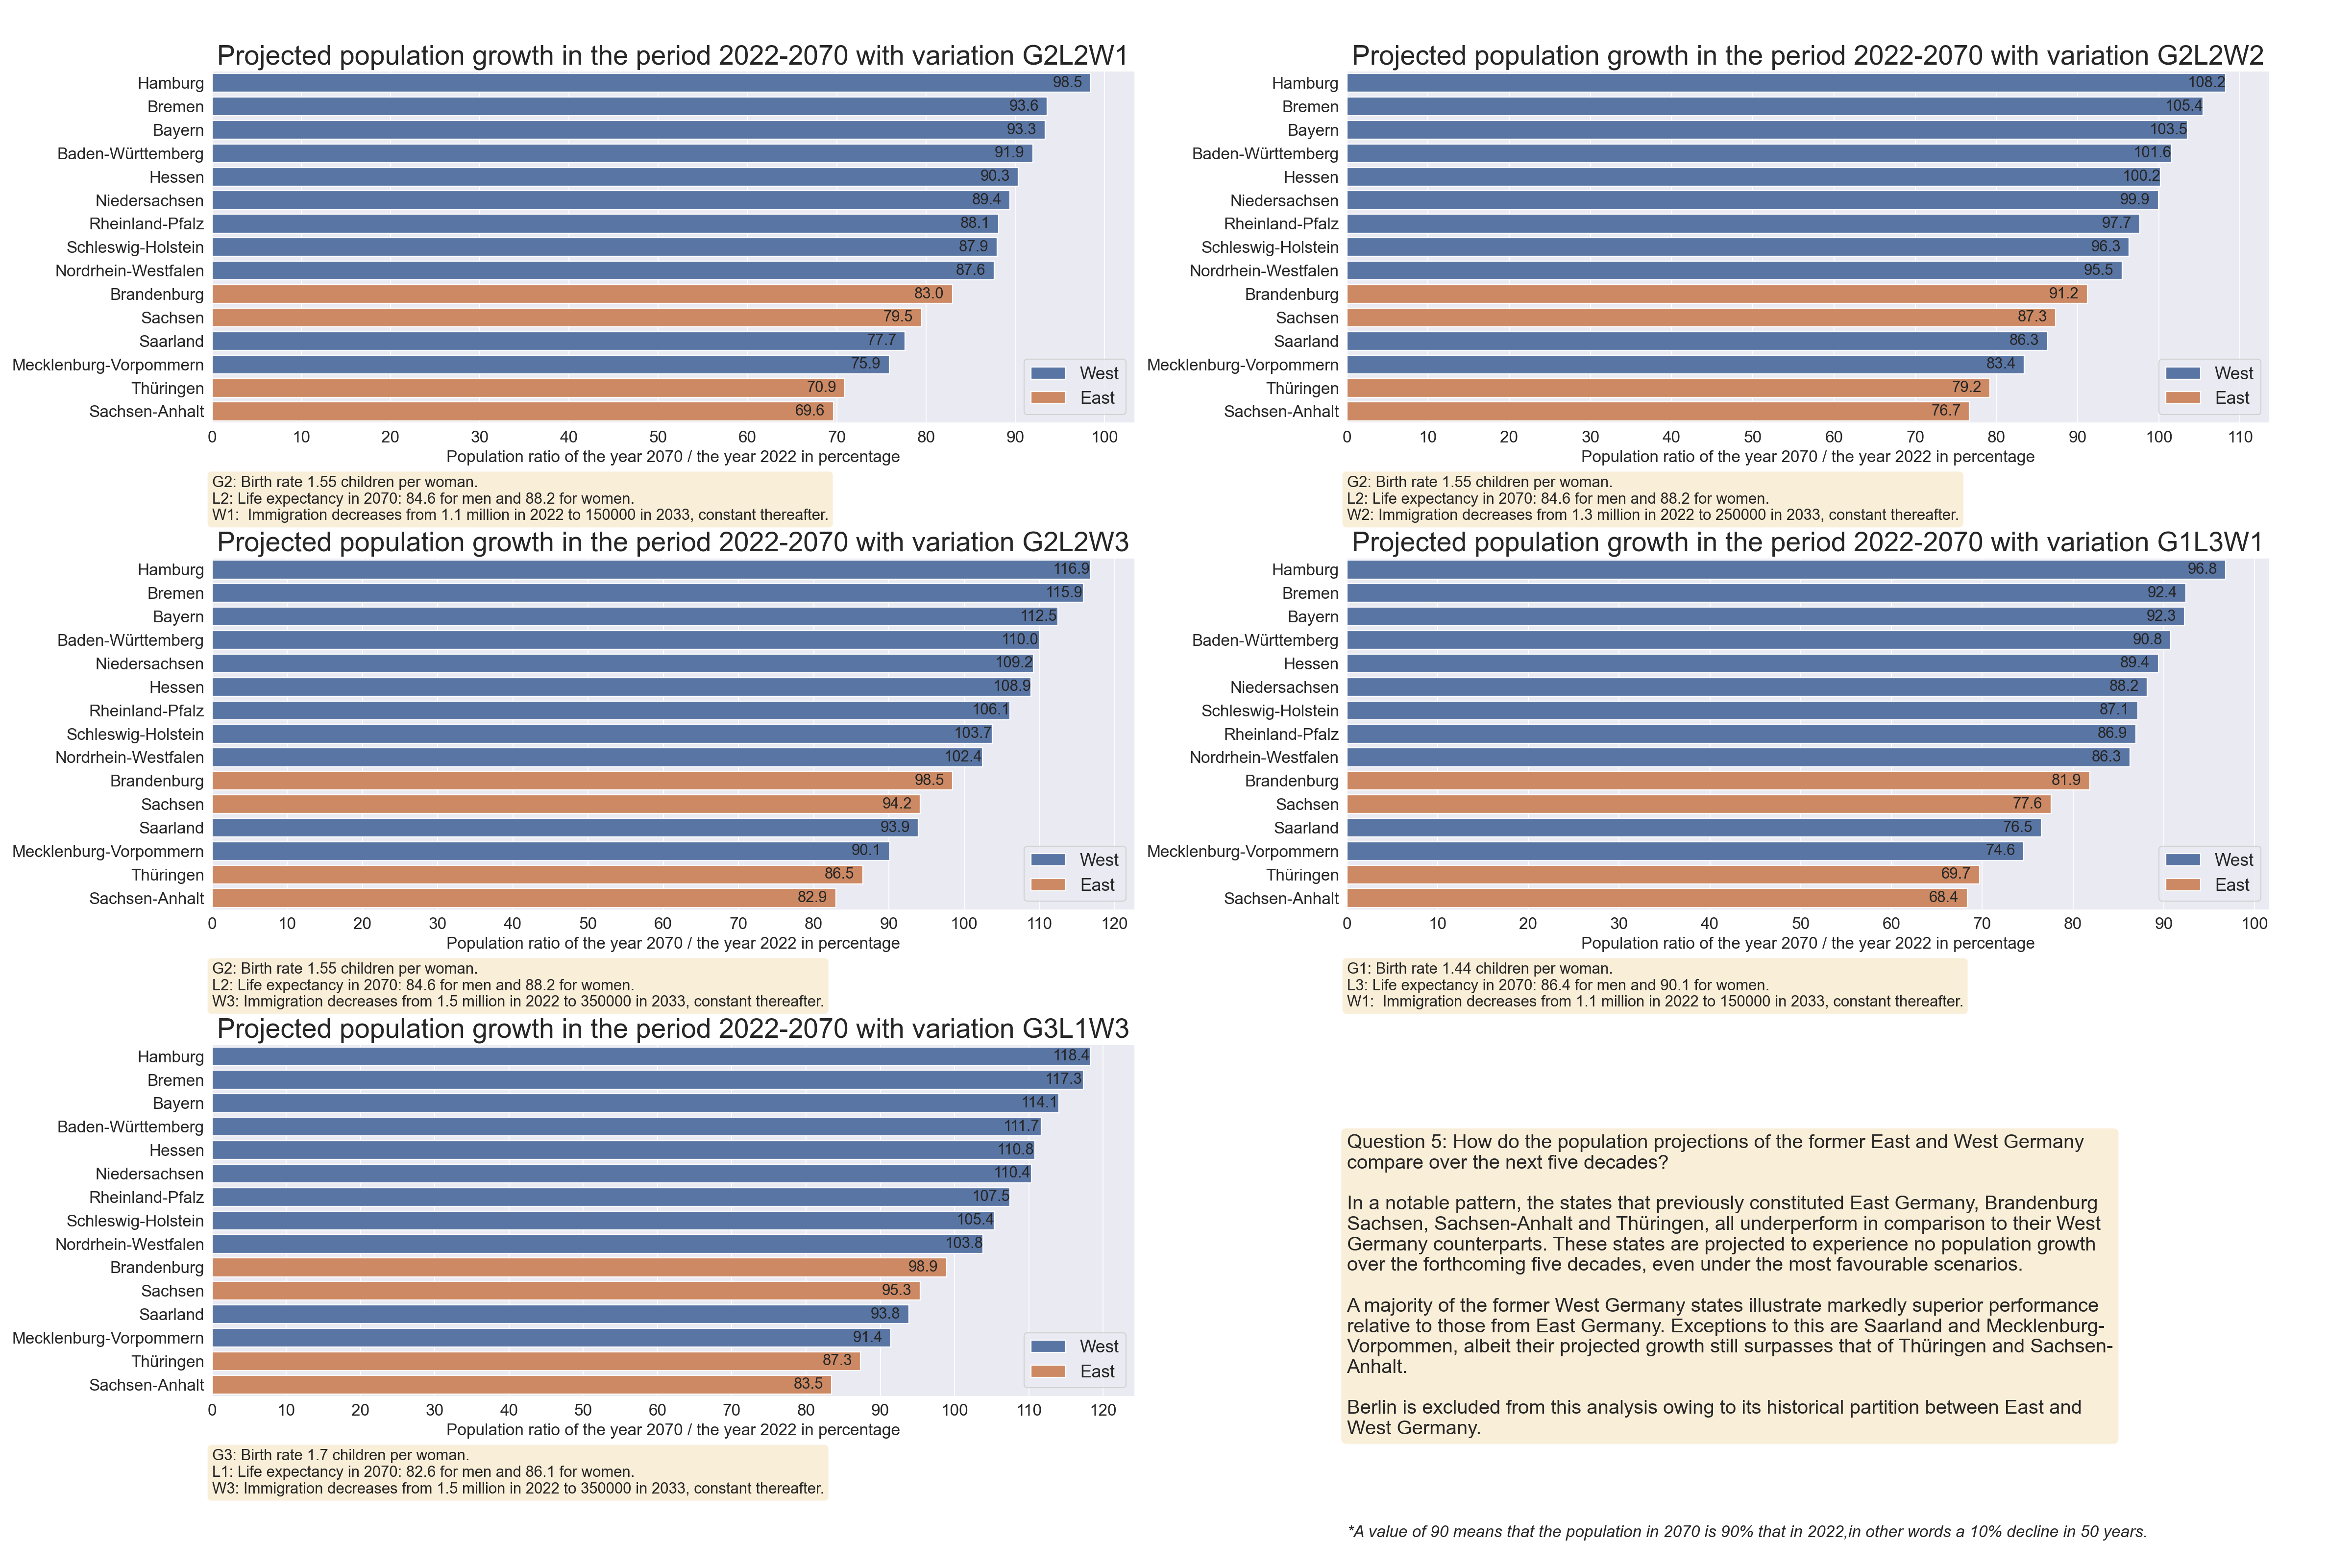 Projected population growth in the period 2022-2070 with variation G2L2W1
Hamburg 98.5
Bremen 93.6
Bayern 93.3
Baden-Württemberg 91.9
Hessen 90.3
Niedersachsen 89.4
Rheinland-Pfalz 88.1
Schleswig-Holstein 87.9
Nordrhein-Westfalen 87.6
Brandenburg 83.0
Sachsen 79.5
Saarland 77.7
Mecklenburg-Vorpommern 75.9
Thüringen 70.9
Sachsen-Anhalt 69.6
West
East
0 10 20 30 40 50 60 70 80 90 100
Population ratio of the year 2070 / the year 2022 in percentage
G2: Birth rate 1.55 children per woman.
L2: Life expectancy in 2070: 84.6 for men and 88.2 for women.
W1:  Immigration decreases from 1.1 million in 2022 to 150000 in 2033, constant thereafter.
Projected population growth in the period 2022-2070 with variation G2L2W2
Hamburg 108.2
Bremen 105.4
Bayern 103.5
Baden-Württemberg 101.6
Hessen 100.2
Niedersachsen 99.9
Rheinland-Pfalz 97.7
Schleswig-Holstein 96.3
Nordrhein-Westfalen 95.5
Brandenburg 91.2
Sachsen 87.3
Saarland 86.3
Mecklenburg-Vorpommern 83.4
Thüringen 79.2
Sachsen-Anhalt 76.7
West
East
0 10 20 30 40 50 60 70 80 90 100 110
Population ratio of the year 2070 / the year 2022 in percentage
G2: Birth rate 1.55 children per woman.
L2: Life expectancy in 2070: 84.6 for men and 88.2 for women.
W2: Immigration decreases from 1.3 million in 2022 to 250000 in 2033, constant thereafter.
Projected population growth in the period 2022-2070 with variation G2L2W3
Hamburg 116.9
Bremen 115.9
Bayern 112.5
Baden-Württemberg 110.0
Niedersachsen 109.2
Hessen 108.9
Rheinland-Pfalz 106.1
Schleswig-Holstein 103.7
Nordrhein-Westfalen 102.4
Brandenburg 98.5
Sachsen 94.2
Saarland 93.9
Mecklenburg-Vorpommern 90.1
Thüringen 86.5
Sachsen-Anhalt 82.9
West
East
0 10 20 30 40 50 60 70 80 90 100 110 120
Population ratio of the year 2070 / the year 2022 in percentage
G2: Birth rate 1.55 children per woman.
L2: Life expectancy in 2070: 84.6 for men and 88.2 for women.
W3: Immigration decreases from 1.5 million in 2022 to 350000 in 2033, constant thereafter.
Projected population growth in the period 2022-2070 with variation G1L3W1
Hamburg 96.8
Bremen 92.4
Bayern 92.3
Baden-Württemberg 90.8
Hessen 89.4
Niedersachsen 88.2
Schleswig-Holstein 87.1
Rheinland-Pfalz 86.9
Nordrhein-Westfalen 86.3
Brandenburg 81.9
Sachsen 77.6
Saarland 76.5
Mecklenburg-Vorpommern 74.6
Thüringen 69.7
Sachsen-Anhalt 68.4
West
East
0 10 20 30 40 50 60 70 80 90 100
Population ratio of the year 2070 / the year 2022 in percentage
G1: Birth rate 1.44 children per woman.
L3: Life expectancy in 2070: 86.4 for men and 90.1 for women.
W1:  Immigration decreases from 1.1 million in 2022 to 150000 in 2033, constant thereafter.
Projected population growth in the period 2022-2070 with variation G3L1W3
Hamburg 118.4
Bremen 117.3
Bayern 114.1
Baden-Württemberg 111.7
Hessen 110.8
Niedersachsen 110.4
Rheinland-Pfalz 107.5
Schleswig-Holstein 105.4
Nordrhein-Westfalen 103.8
Brandenburg 98.9
Sachsen 95.3
Saarland 93.8
Mecklenburg-Vorpommern 91.4
Thüringen 87.3
Sachsen-Anhalt 83.5
West
East
0 10 20 30 40 50 60 70 80 90 100 110 120
Population ratio of the year 2070 / the year 2022 in percentage
G3: Birth rate 1.7 children per woman.
L1: Life expectancy in 2070: 82.6 for men and 86.1 for women.
W3: Immigration decreases from 1.5 million in 2022 to 350000 in 2033, constant thereafter.
Question 5: How do the population projections of the former East and West Germany
compare over the next five decades?
In a notable pattern, the states that previously constituted East Germany, Brandenburg
Sachsen, Sachsen-Anhalt and Thüringen, all underperform in comparison to their West
Germany counterparts. These states are projected to experience no population growth
over the forthcoming five decades, even under the most favourable scenarios.
A majority of the former West Germany states illustrate markedly superior performance
relative to those from East Germany. Exceptions to this are Saarland and Mecklenburg-
Vorpommen, albeit their projected growth still surpasses that of Thüringen and Sachsen-
Anhalt.
Berlin is excluded from this analysis owing to its historical partition between East and
West Germany.
*A value of 90 means that the population in 2070 is 90% that in 2022,in other words a 10% decline in 50 years.